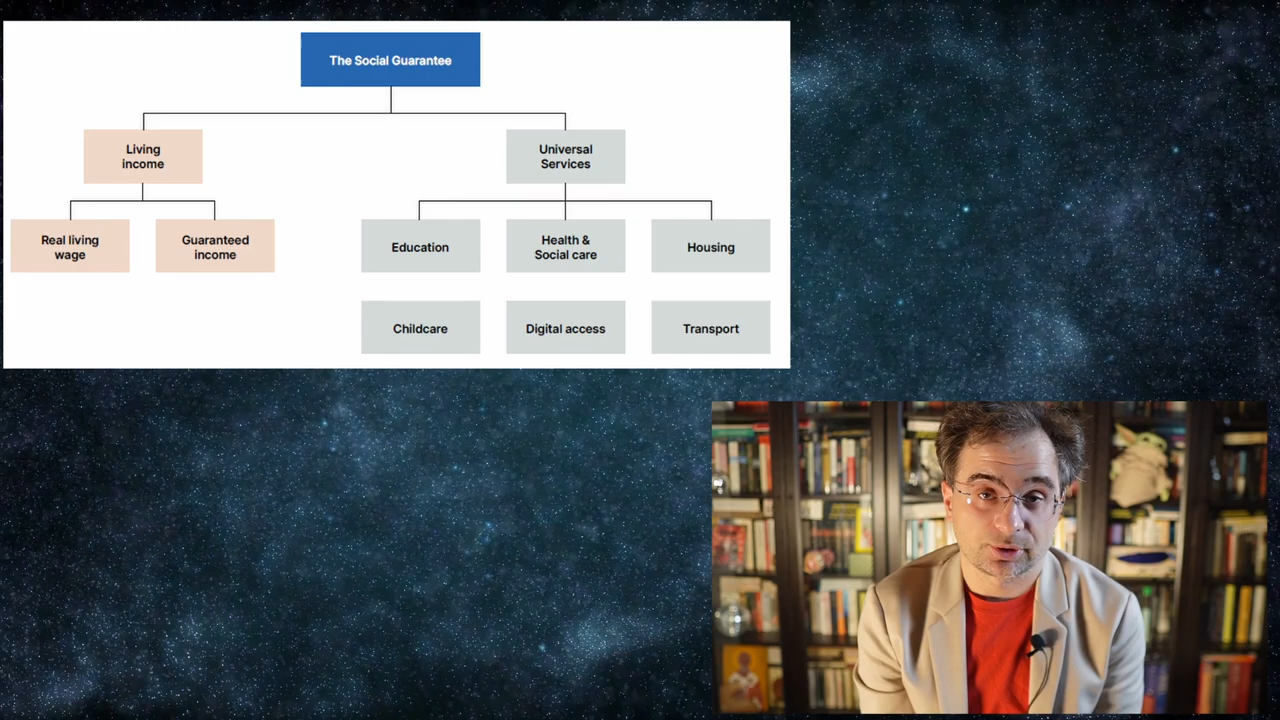 The Social Guarantee
Living
income
Universal
Services
Real living
wage
Guaranteed
income
Education
Health &
Social care
Housing
Childcare
Digital access
Transport